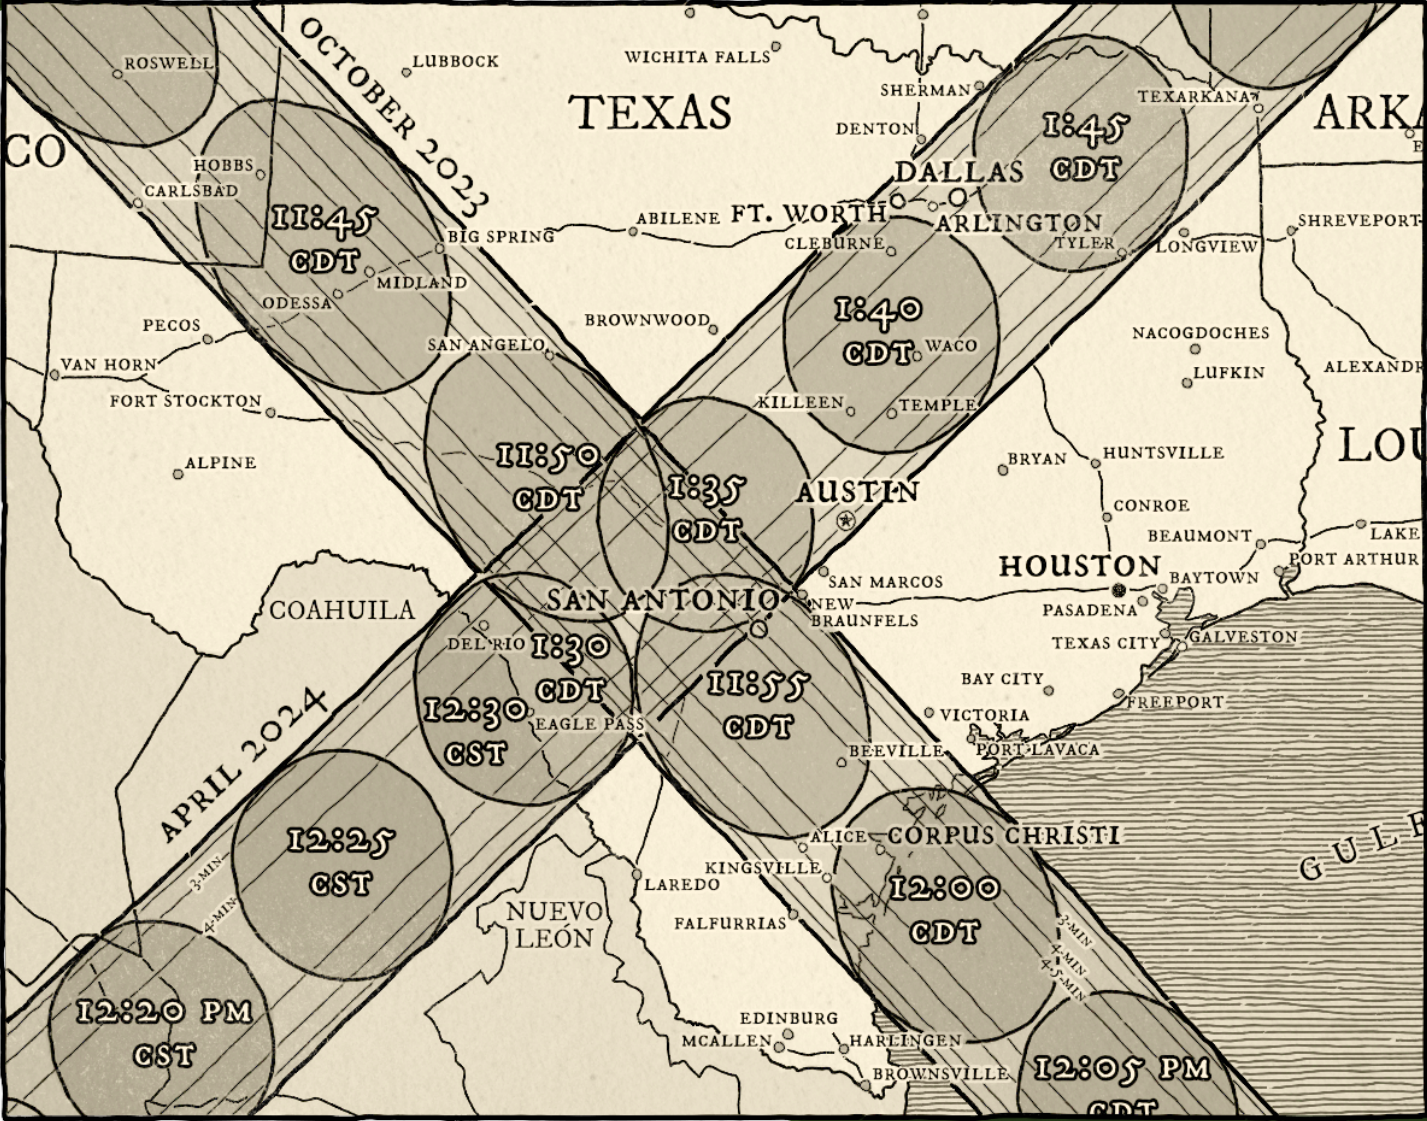 OCTOBER 2023
ROSWELL
LUBBOCK
WICHITA FALLS
SHERMAN
TEXARKANA
TEXAS
ARKA
DENTON
1:45
CDT
CO
HOBBS
CARLSBAD
DALLAS
FT. WORTH
ARLINGTON
11:45
CDT
ABILENE
BIG SPRING
CLEBURNE
TYLER
LONGVIEW
SHREVEPORT
MIDLAND
ODESSA
PECOS
BROWNWOOD
1:40
CDT
WACO
NACOGDOCHES
SAN ANGELO
VAN HORN
LUFKIN
ALEXANDR
FORT STOCKTON
KILLEEN
TEMPLE
LOU
ALPINE
11:50
CDT
1:35
CDT
AUSTIN
BRYAN
HUNTSVILLE
CONROE
BEAUMONT
LAKE
HOUSTON
PORT ARTHUR
BAYTOWN
SAN MARCOS
NEW
BRAUNFELS
SAN ANTONIO
COAHUILA
PASADENA
TEXAS CITY
GALVESTON
DEL RIO
1:30
CDT
12:30
CST
EAGLE PASS
11:55
CDT
BAY CITY
FREEPORT
VICTORIA
PORT LAVACA
BEEVILLE
APRIL 2024
12:25
CST
3-MIN
4-MIN
ALICE
CORPUS CHRISTI
KINGSVILLE
LAREDO
12:00
CDT
FALFURRIAS
NUEVO
LEÓN
GULF
3-MIN
4-MIN
4.5-MIN
12:20 PM
CST
EDINBURG
MCALLEN
HARLINGEN
BROWNSVILLE
12:05 PM
CDT